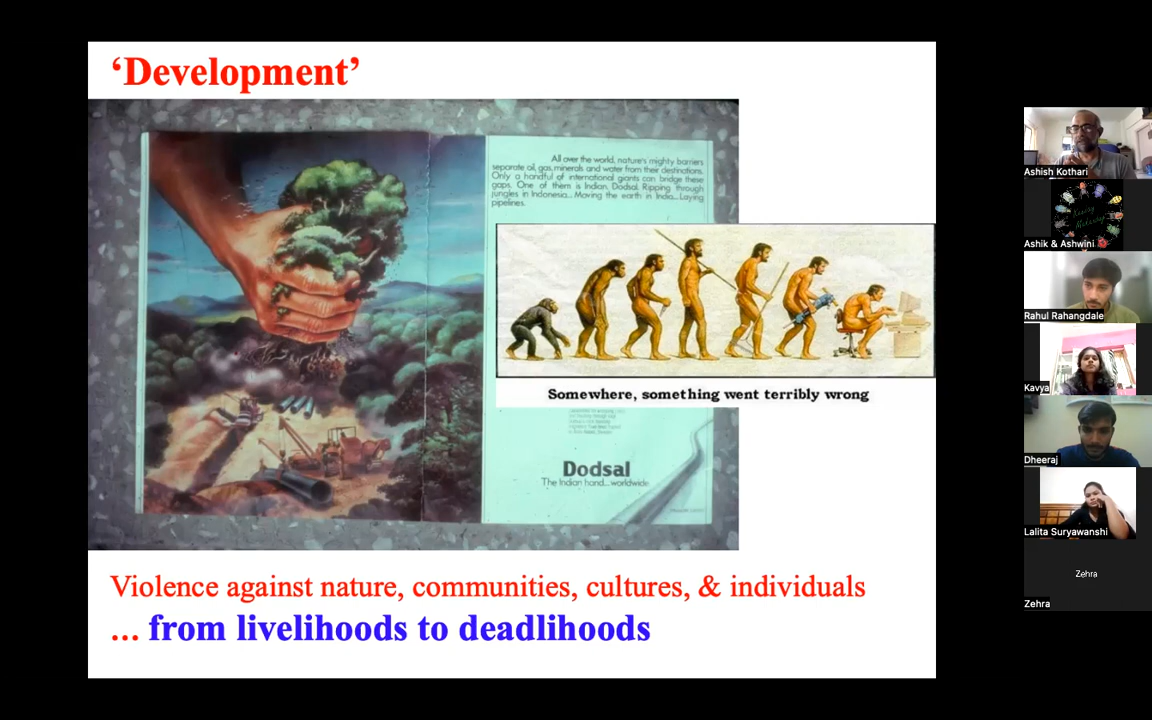 ‘Development’
All over the world, nature's mighty barriers
separate oil, gas, minerals and water from their destinations.
Only a handful of international giants can bridge these
gaps. One of them is Indian. Dodsal. Ripping through
jungles in Indonesia... Moving the earth in India... Laying
pipelines.
Somewhere, something went terribly wrong
Dodsal
The Indian hand... worldwide.
Violence against nature, communities, cultures, & individuals
... from livelihoods to deadlihoods
Ashish Kothari
Ashik & Ashwini
Rahul Rahangdale
Kavya
Dheeraj
Lalita Suryawanshi
Zehra
Zehra